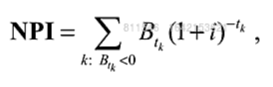 NPI = ∑ B_{t_k} (1+i)^{-t_k} ,
k: B_{t_k}<0